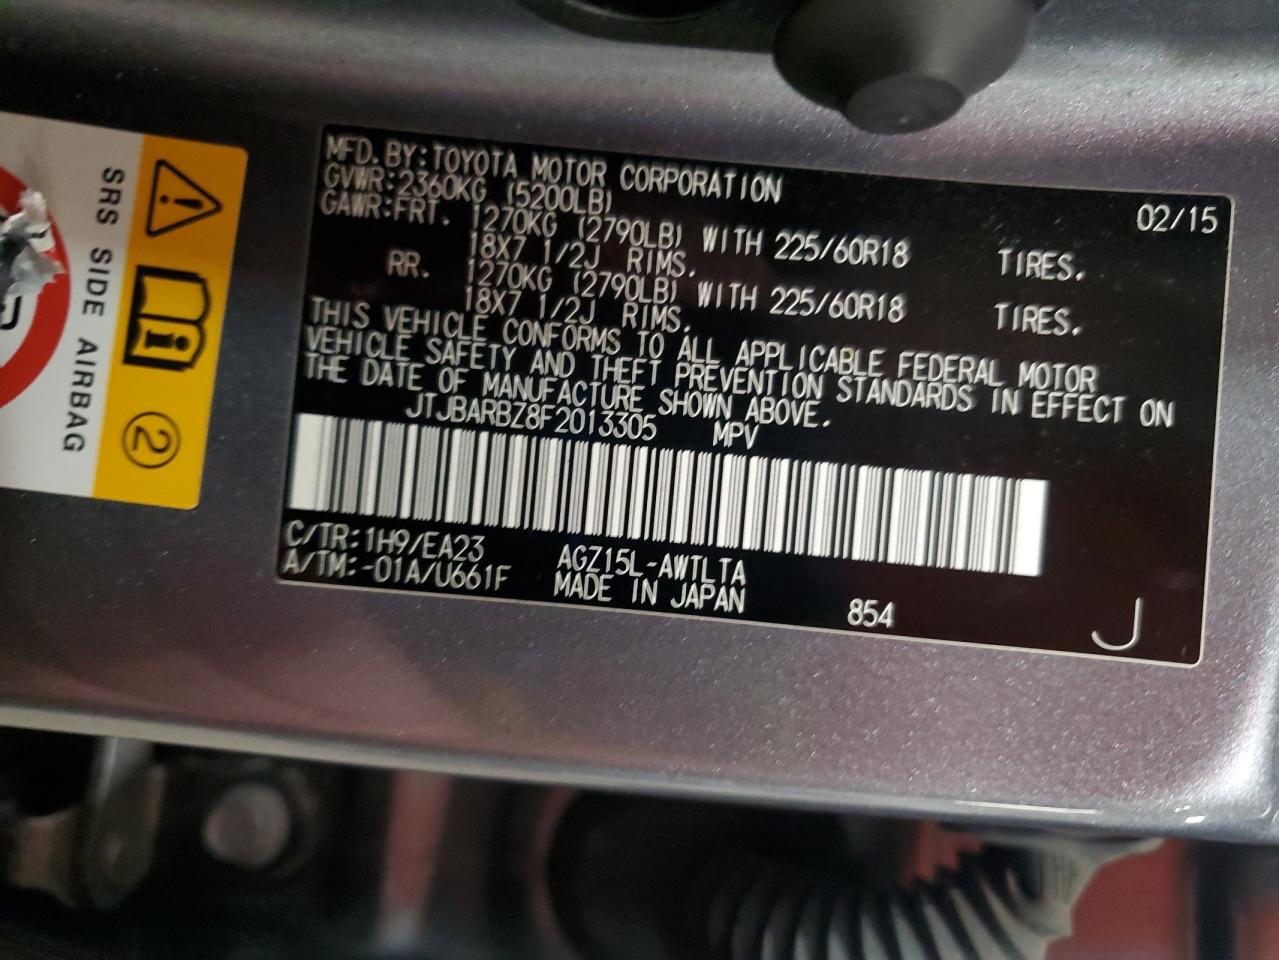 MFD.BY:TOYOTA MOTOR CORPORATION 02/15
GVWR:2360KG (5200LB)
GAWR:FRT. 1270KG (2790LB) WITH 225/60R18 TIRES.
18X7 1/2J RIMS.
RR. 1270KG (2790LB) WITH 225/60R18 TIRES.
18X7 1/2J RIMS.
THIS VEHICLE CONFORMS TO ALL APPLICABLE FEDERAL MOTOR
VEHICLE SAFETY AND THEFT PREVENTION STANDARDS IN EFFECT ON
THE DATE OF MANUFACTURE SHOWN ABOVE.
JTJBARBZ8F2013305 MPV
C/TR:1H9/EA23 AGZ15L-AWTLTA
A/TM:-01A/U661F MADE IN JAPAN 854 J
SRS SIDE AIRBAG
2